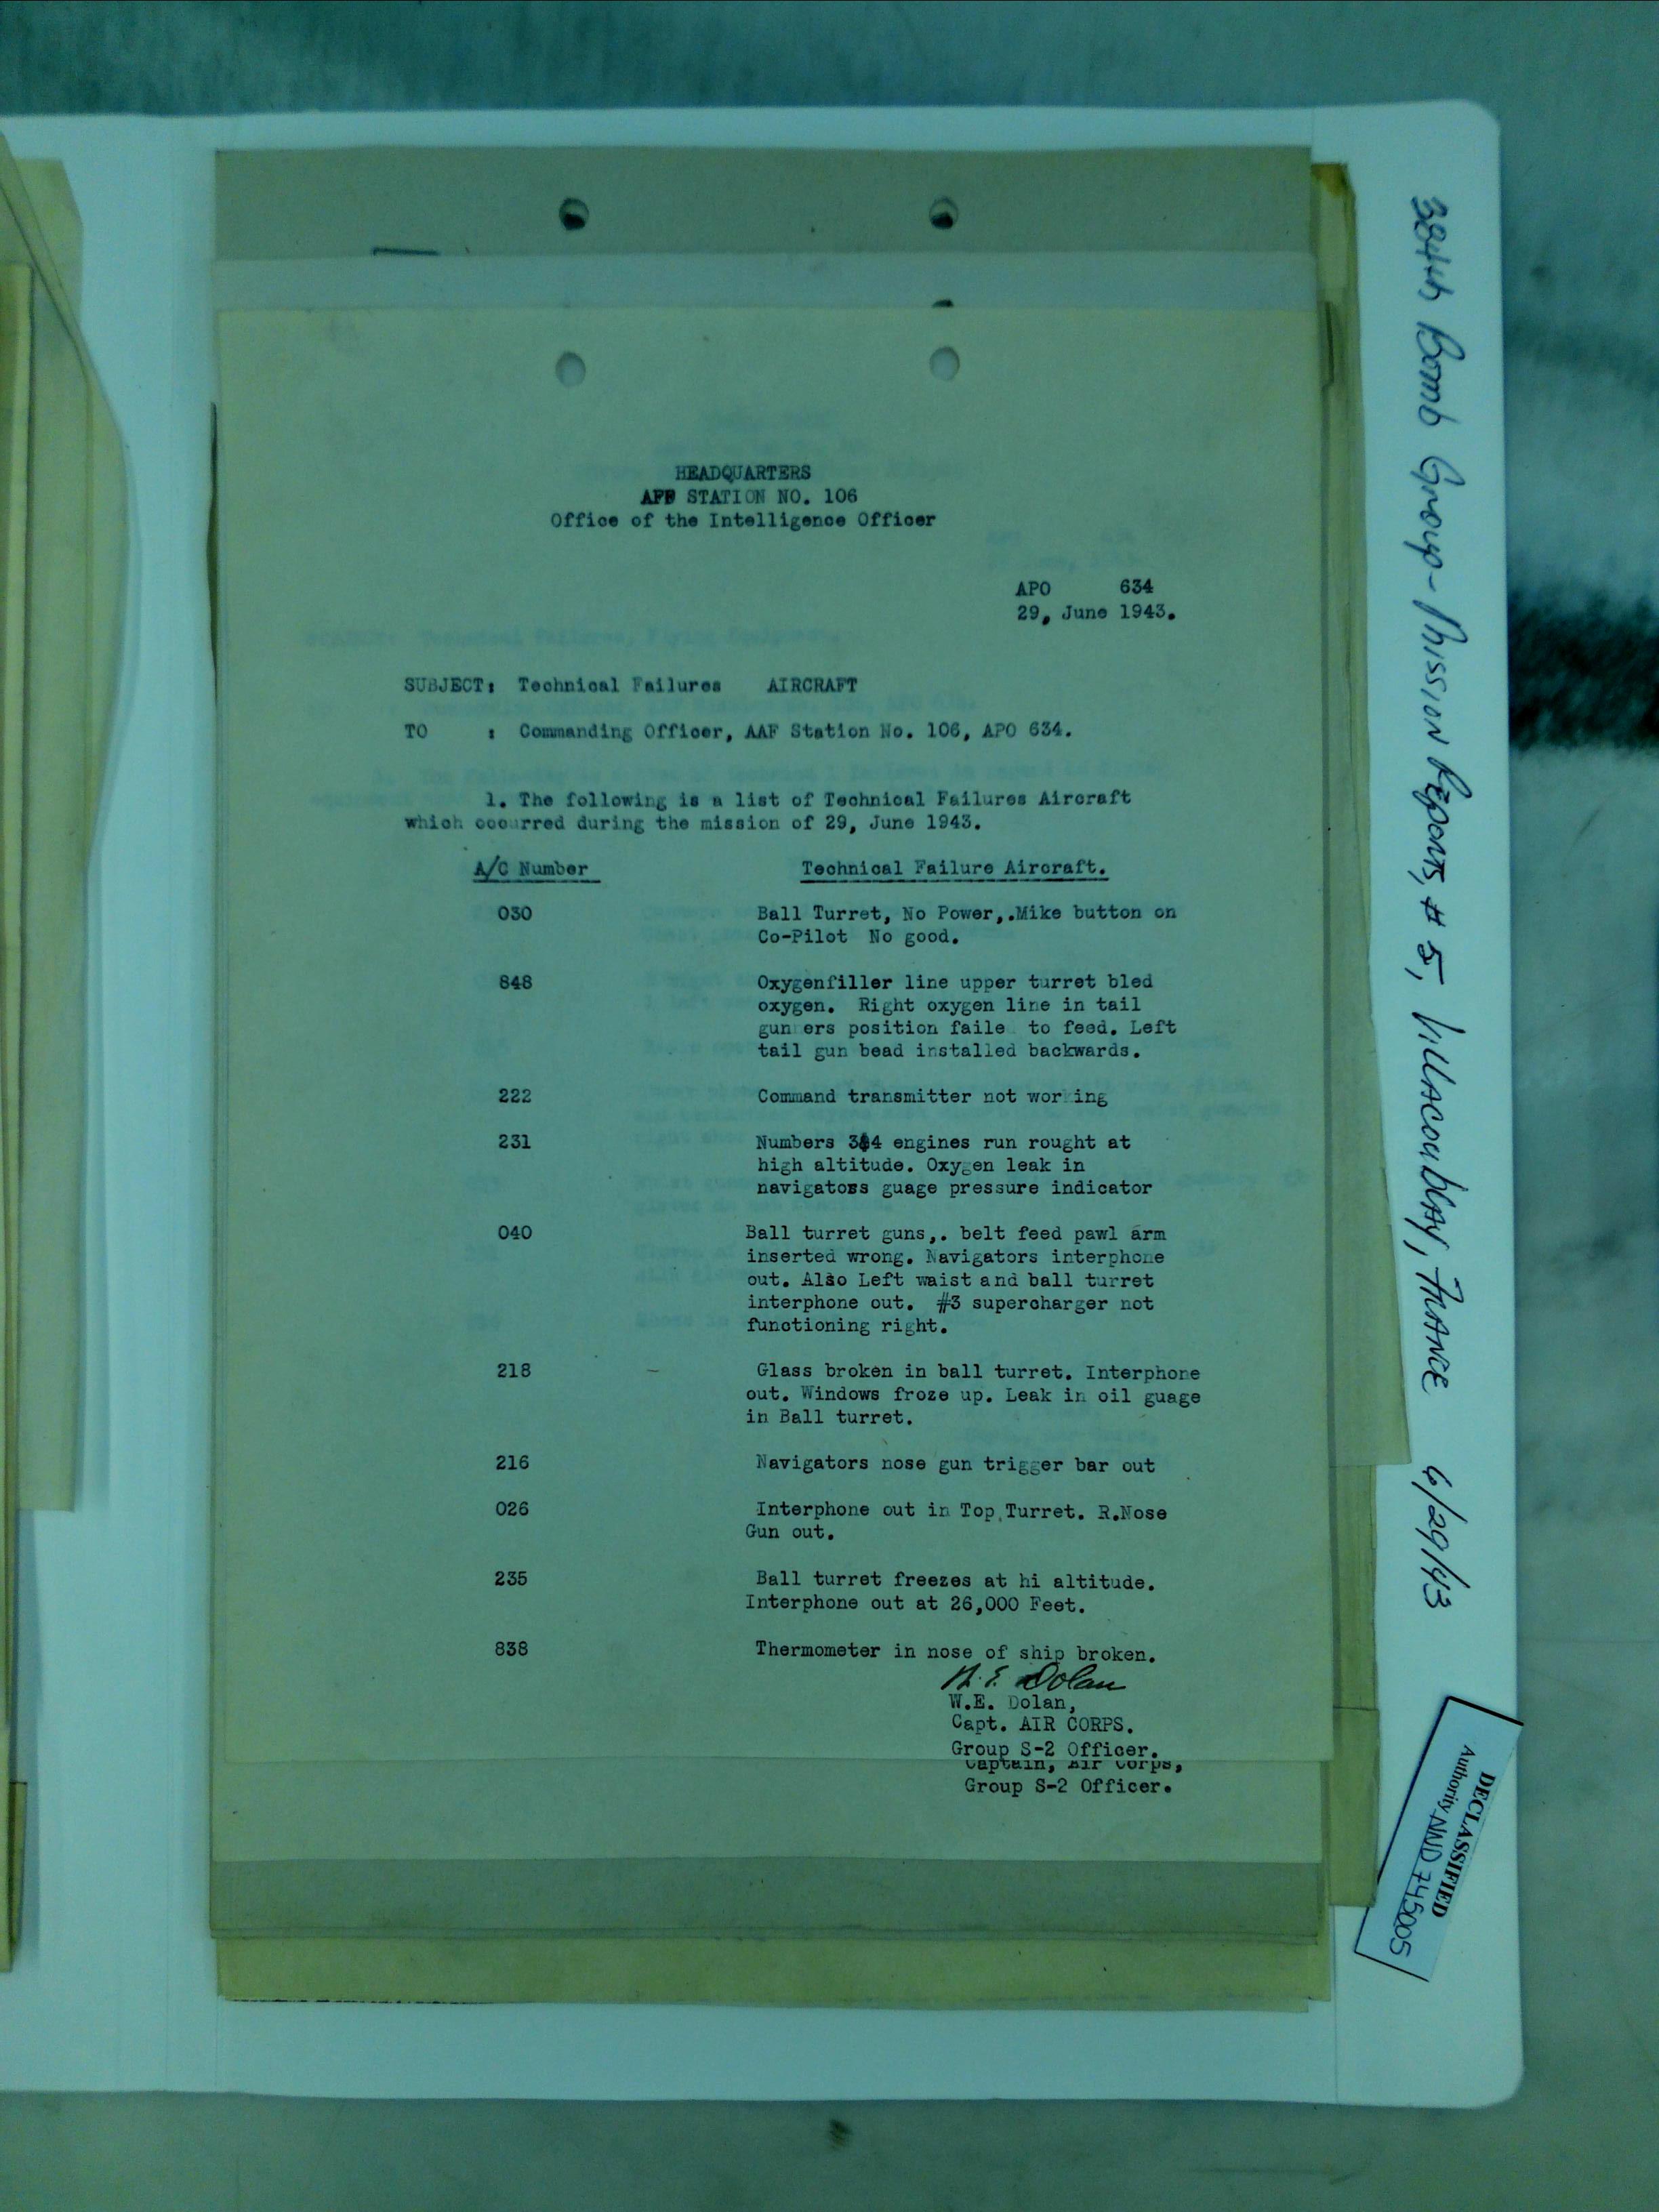 HEADQUARTERS
APF STATION NO. 106
Office of the Intelligence Officer
APO 634
29, June 1943.
SUBJECT: Technical Failures AIRCRAFT
TO : Commanding Officer, AAF Station No. 106, APO 634.
1. The following is a list of Technical Failures Aircraft
which occurred during the mission of 29, June 1943.
A/C Number Technical Failure Aircraft.
030 Ball Turret, No Power,.Mike button on
Co-Pilot No good.
848 Oxygenfiller line upper turret bled
oxygen. Right oxygen line in tail
gun ers position faile to feed. Left
tail gun bead installed backwards.
222 Command transmitter not wor ing
231 Numbers 3&4 engines run rought at
high altitude. Oxygen leak in
navigators guage pressure indicator
040 Ball turret guns,. belt feed pawl arm
inserted wrong. Navigators interphone
out. Also Left waist and ball turret
interphone out. #3 supercharger not
functioning right.
218 Glass broken in ball turret. Interphone
out. Windows froze up. Leak in oil guage
in Ball turret.
216 Navigators nose gun trigger bar out
026 Interphone out in Top Turret. R.Nose
Gun out.
235 Ball turret freezes at hi altitude.
Interphone out at 26,000 Feet.
838 Thermometer in nose of ship broken.
W.E. Dolan
W.E. Dolan,
Capt. AIR CORPS.
Group S-2 Officer.
Captain, Air Corps,
Group S-2 Officer.
384th Bomb Group - Mission Reports, # 5, Villacoublay, France 6/29/43
DECLASSIFIED
Authority NND 745005